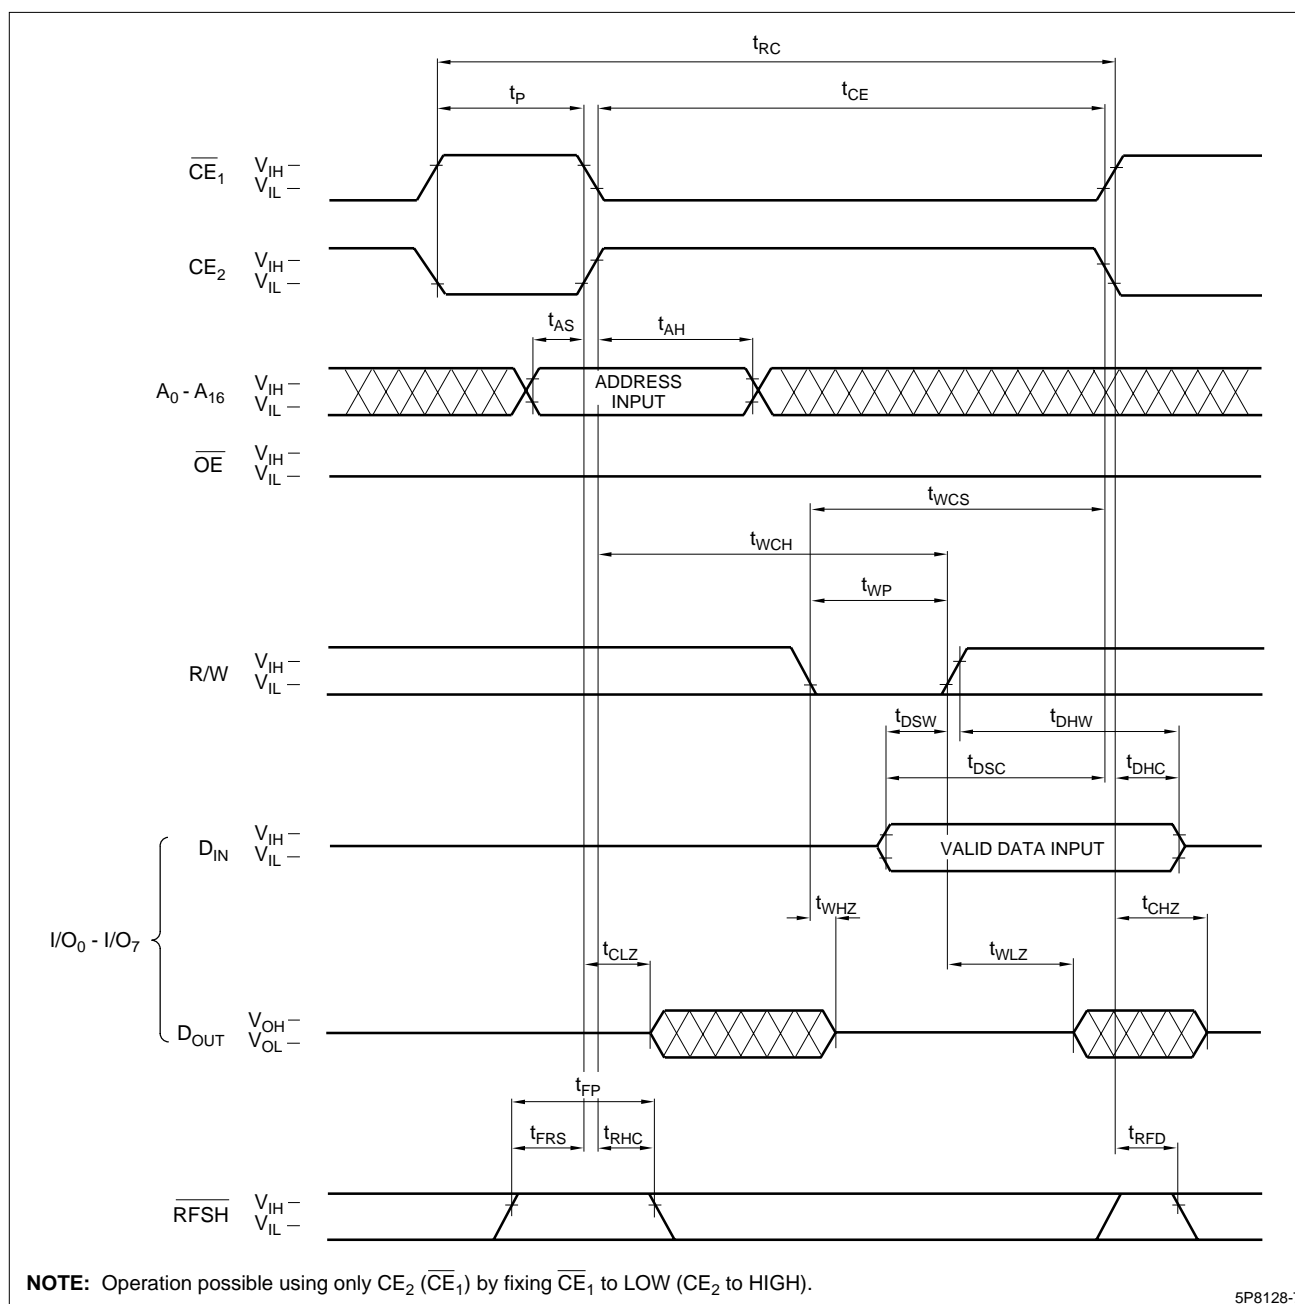 tRC
tP
tCE
CE1
VIH
VIL
CE2
VIH
VIL
tAS
tAH
A0 - A16
VIH
VIL
ADDRESS
INPUT
OE
VIH
VIL
tWCS
tWCH
tWP
R/W
VIH
VIL
tDSW
tDHW
tDSC
tDHC
DIN
VIH
VIL
VALID DATA INPUT
tWHZ
tCHZ
I/O0 - I/O7
tCLZ
tWLZ
DOUT
VOH
VOL
tFP
tFRS
tRHC
tRFD
RFSH
VIH
VIL
NOTE: Operation possible using only CE2 (CE1) by fixing CE1 to LOW (CE2 to HIGH).